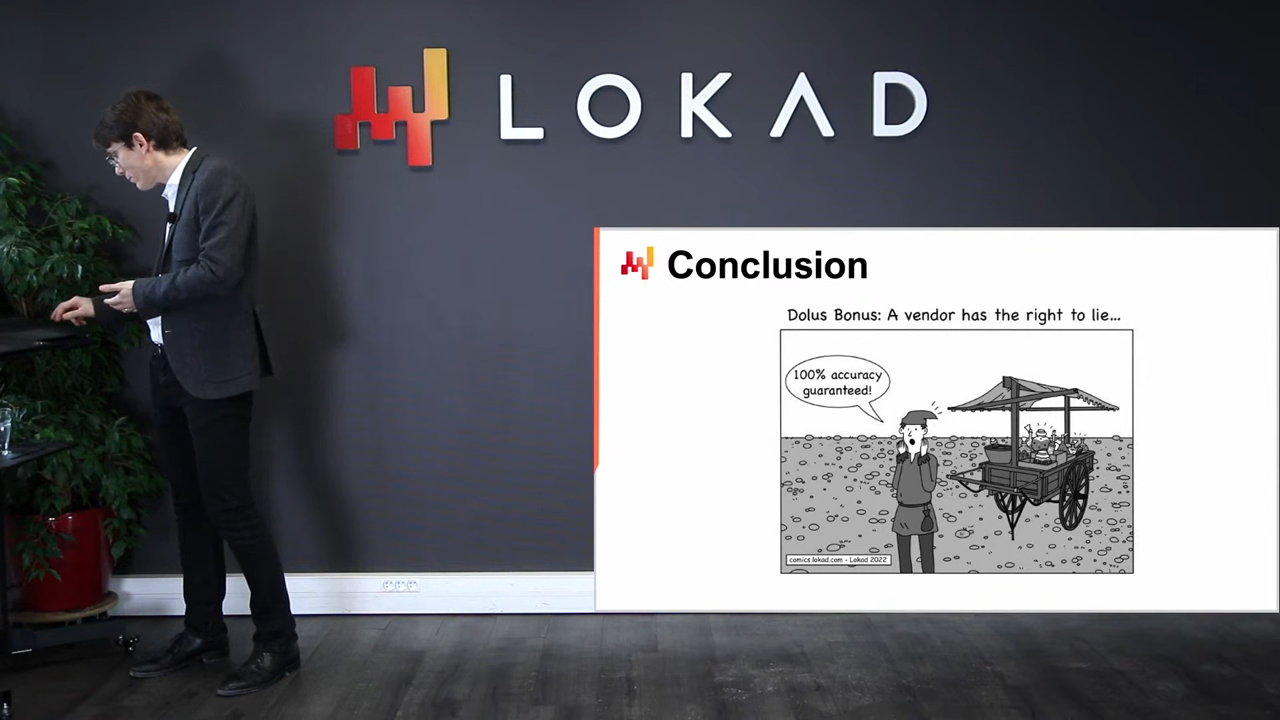 LOKAD
Conclusion
Dolus Bonus: A vendor has the right to lie...
100% accuracy
guaranteed!
comics.lokad.com - Lokad 2022